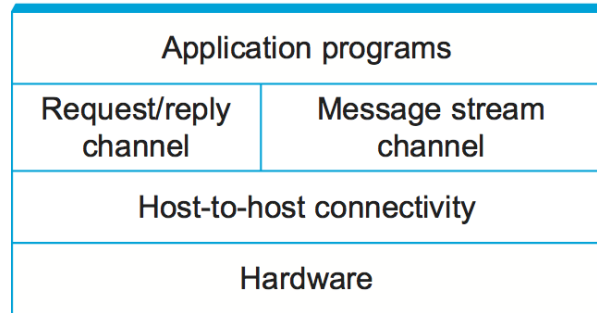 Application programs
Request/reply
channel
Message stream
channel
Host-to-host connectivity
Hardware